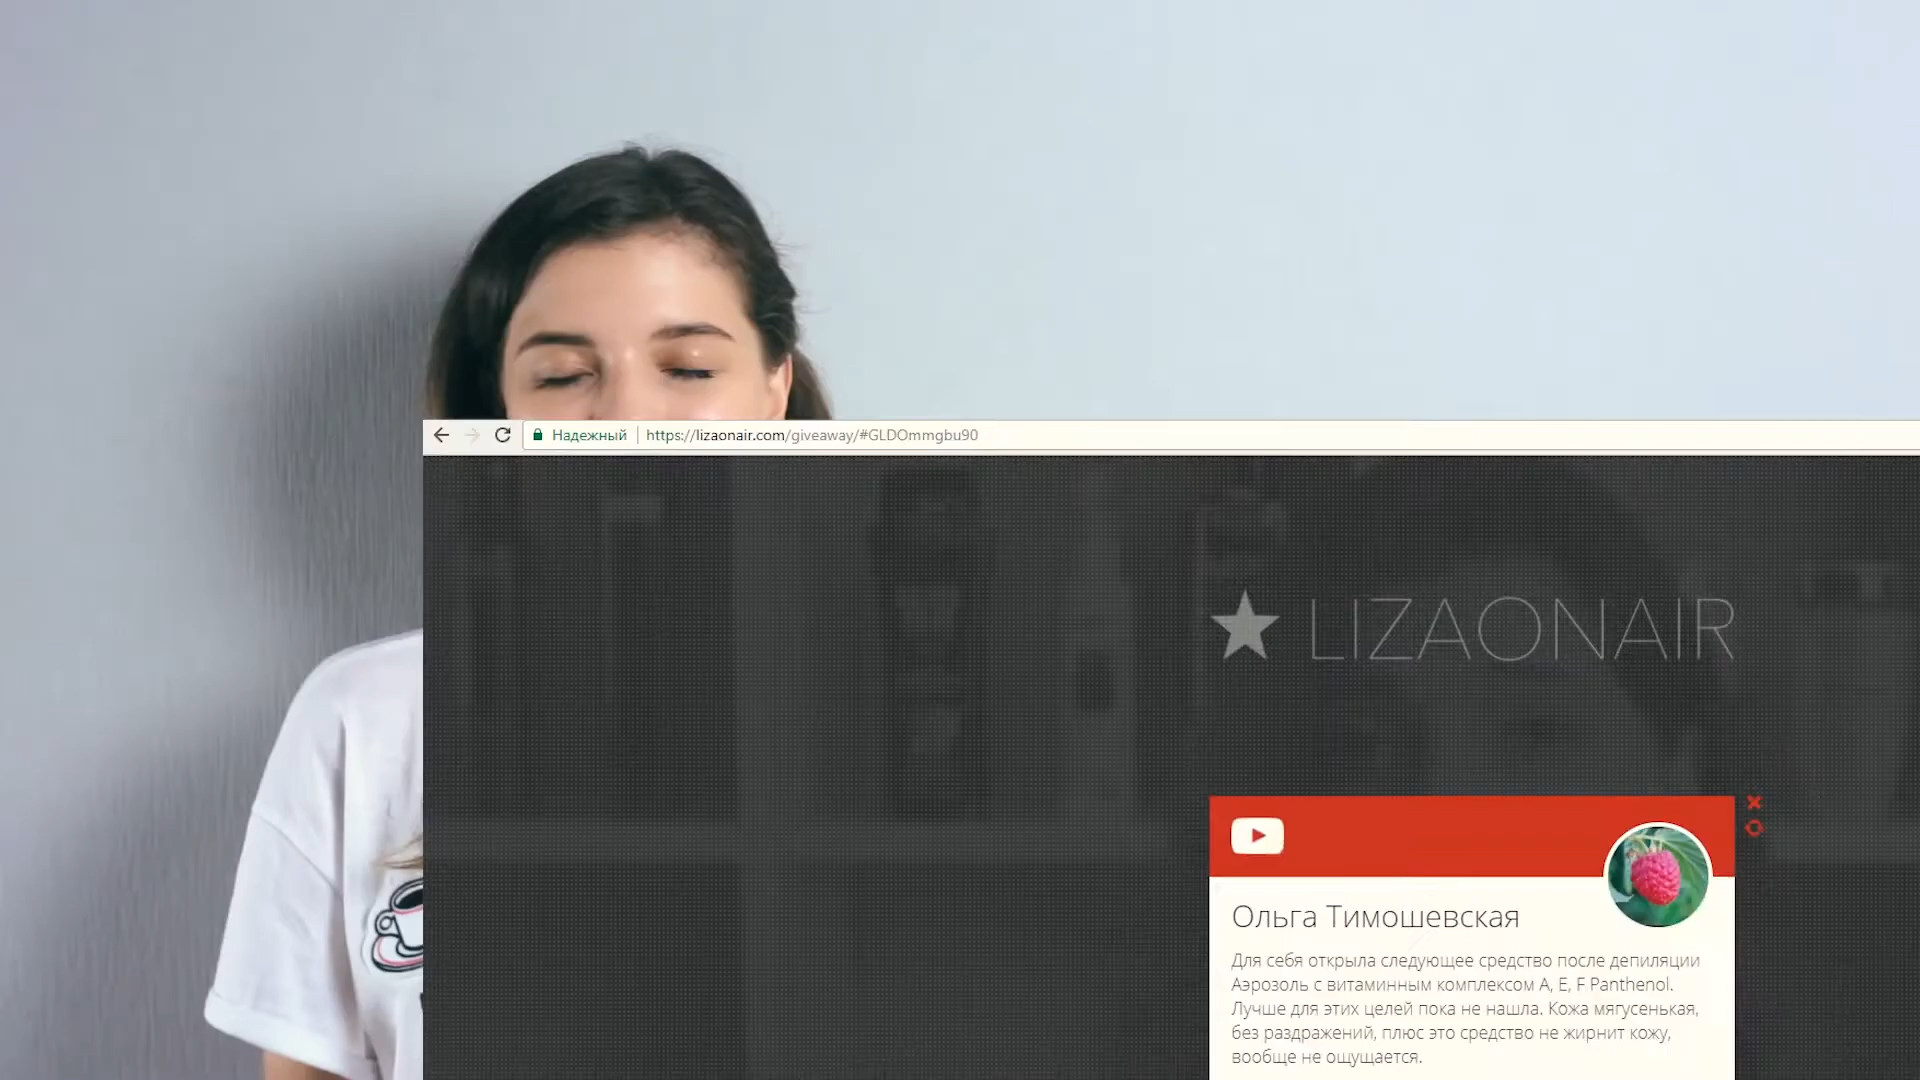 Надежный
https://lizaonair.com/giveaway/#GLDOmmgbu90
LIZAONAIR
Ольга Тимошевская
Для себя открыла следующее средство после депиляции
Аэрозоль с витаминным комплексом А, Е, F Panthenol.
Лучше для этих целей пока не нашла. Кожа мягусенькая,
без раздражений, плюс это средство не жирнит кожу,
вообще не ощущается.